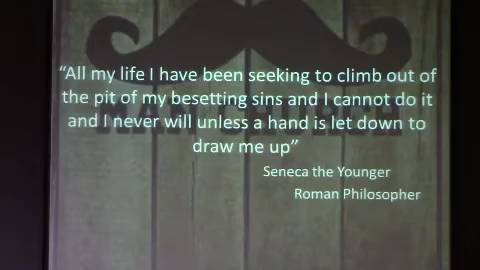 “All my life I have been seeking to climb out of
the pit of my besetting sins and I cannot do it
and I never will unless a hand is let down to
draw me up”
Seneca the Younger
Roman Philosopher